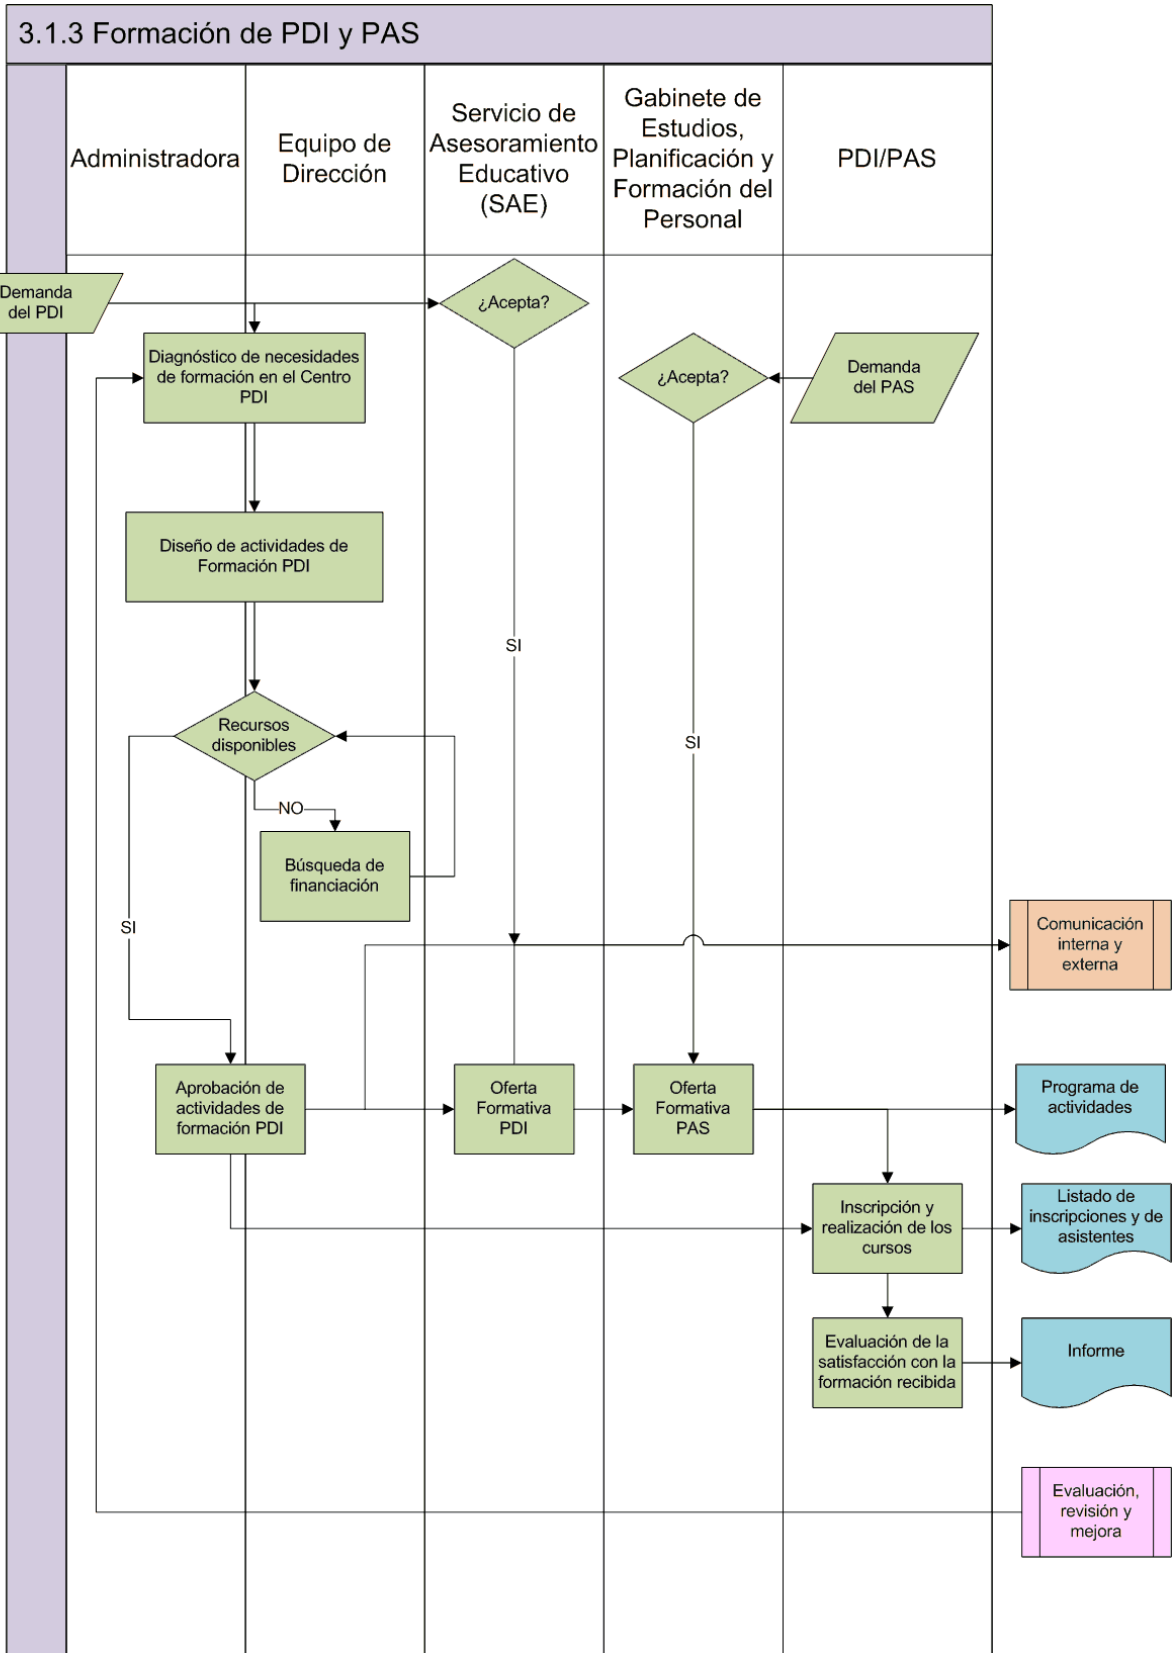 3.1.3 Formación de PDI y PAS
Administradora
Equipo de
Dirección
Servicio de
Asesoramiento
Educativo
(SAE)
Gabinete de
Estudios,
Planificación y
Formación del
Personal
PDI/PAS
Demanda
del PDI
¿Acepta?
Diagnóstico de necesidades
de formación en el Centro
PDI
¿Acepta?
Demanda
del PAS
Diseño de actividades de
Formación PDI
SI
Recursos
disponibles
SI
NO
Búsqueda de
financiación
SI
Comunicación
interna y
externa
Aprobación de
actividades de
formación PDI
Oferta
Formativa
PDI
Oferta
Formativa
PAS
Programa de
actividades
Inscripción y
realización de los
cursos
Listado de
inscripciones y de
asistentes
Evaluación de la
satisfacción con la
formación recibida
Informe
Evaluación,
revisión y
mejora